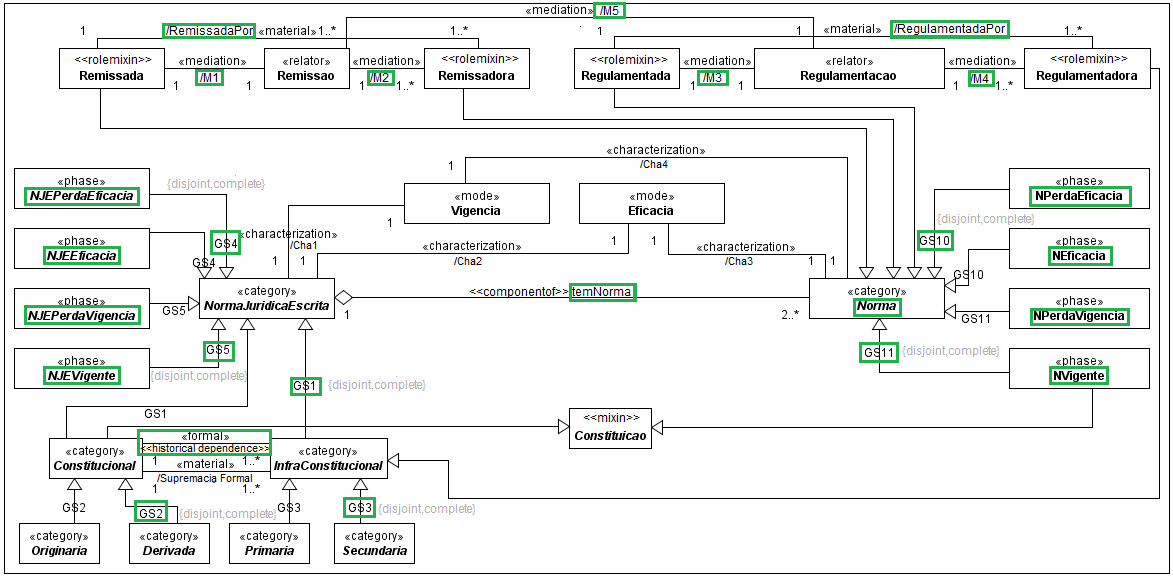 «mediation» /M5
1 /RemissadaPor «material» 1..* 1..* 1 1 «material» /RegulamentadaPor 1..*
<<rolemixin>>
Remissada
«mediation»
/M1
1 1
«relator»
Remissao
«mediation»
/M2
1 1..*
<<rolemixin>>
Remissadora
<<rolemixin>>
Regulamentada
«mediation»
/M3
1 1
«relator»
Regulamentacao
«mediation»
/M4
1 1..*
<<rolemixin>>
Regulamentadora
«characterization»
/Cha4
1
«phase»
NJEPerdaEficacia
{disjoint,complete}
«mode»
Vigencia
1
«mode»
Eficacia
«phase»
NPerdaEficacia
{disjoint,complete}
«phase»
NJEEficacia
GS4
GS4
«characterization»
/Cha1
1 1
«characterization»
/Cha2
1 1
«characterization»
/Cha3
1 1
GS10
GS10
«phase»
NEficacia
«phase»
NJEPerdaVigencia
GS5
«category»
NormaJuridicaEscrita
1
<<componentof>> temNorma
2..*
«category»
Norma
GS11
«phase»
NPerdaVigencia
«phase»
NJEVigente
GS5
{disjoint,complete}
GS11
{disjoint,complete}
«phase»
NVigente
GS1
GS1
{disjoint,complete}
<<mixin>>
Constituicao
«category»
Constitucional
«formal»
<<historical dependence>>
1 1..*
«material»
/Supremacia Formal
1 1..*
«category»
InfraConstitucional
GS2
GS2
{disjoint,complete}
GS3
GS3
{disjoint,complete}
«category»
Originaria
«category»
Derivada
«category»
Primaria
«category»
Secundaria